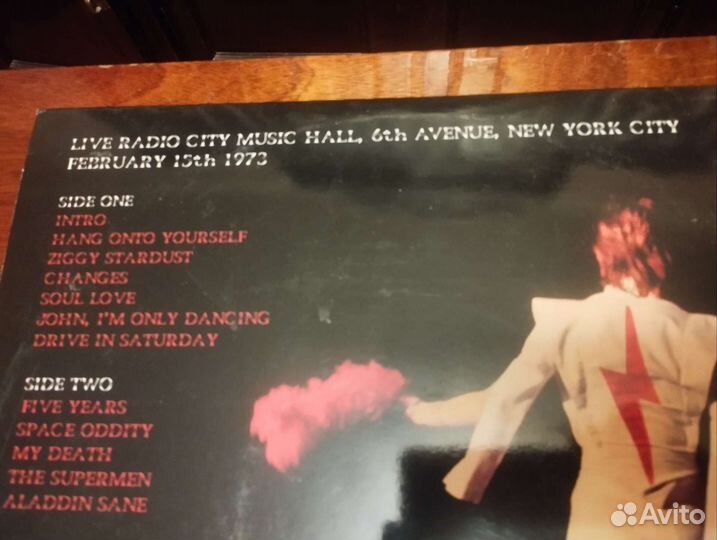 LIVE RADIO CITY MUSIC HALL, 6th AVENUE, NEW YORK CITY
FEBRUARY 15th 1973
SIDE ONE
INTRO
HANG ONTO YOURSELF
ZIGGY STARDUST
CHANGES
SOUL LOVE
JOHN, I'M ONLY DANCING
DRIVE IN SATURDAY
SIDE TWO
FIVE YEARS
SPACE ODDITY
MY DEATH
THE SUPERMEN
ALADDIN SANE
Avito